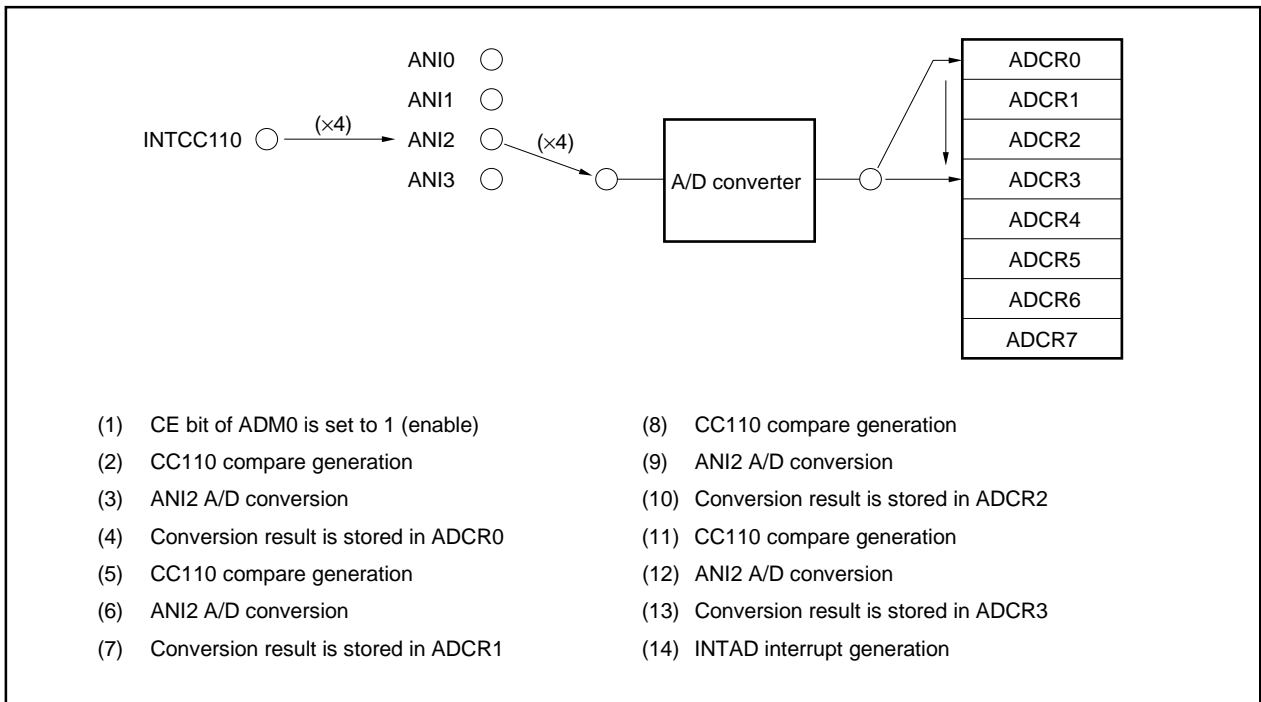 ANI0
ANI1
INTCC110 (×4) ANI2 (×4)
ANI3
A/D converter
ADCR0
ADCR1
ADCR2
ADCR3
ADCR4
ADCR5
ADCR6
ADCR7
(1) CE bit of ADM0 is set to 1 (enable)
(2) CC110 compare generation
(3) ANI2 A/D conversion
(4) Conversion result is stored in ADCR0
(5) CC110 compare generation
(6) ANI2 A/D conversion
(7) Conversion result is stored in ADCR1
(8) CC110 compare generation
(9) ANI2 A/D conversion
(10) Conversion result is stored in ADCR2
(11) CC110 compare generation
(12) ANI2 A/D conversion
(13) Conversion result is stored in ADCR3
(14) INTAD interrupt generation